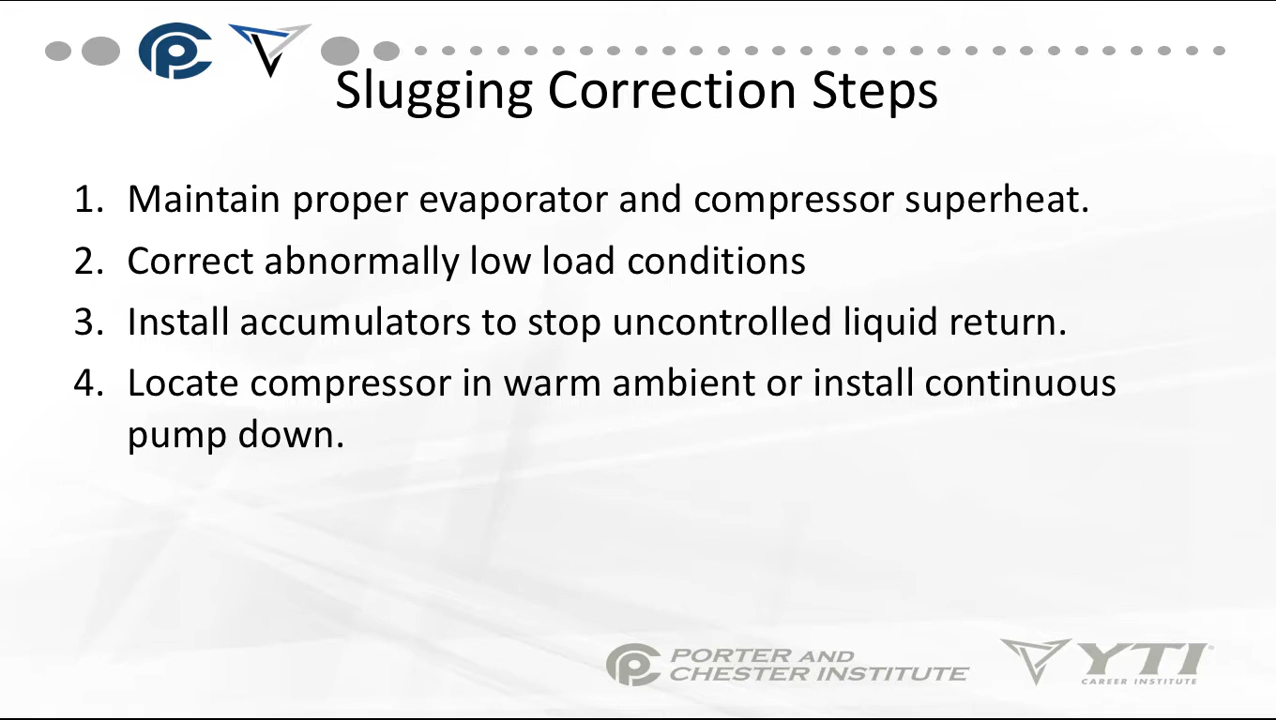 Slugging Correction Steps
1. Maintain proper evaporator and compressor superheat.
2. Correct abnormally low load conditions
3. Install accumulators to stop uncontrolled liquid return.
4. Locate compressor in warm ambient or install continuous
pump down.
PORTER AND
CHESTER INSTITUTE
YTI
CAREER INSTITUTE